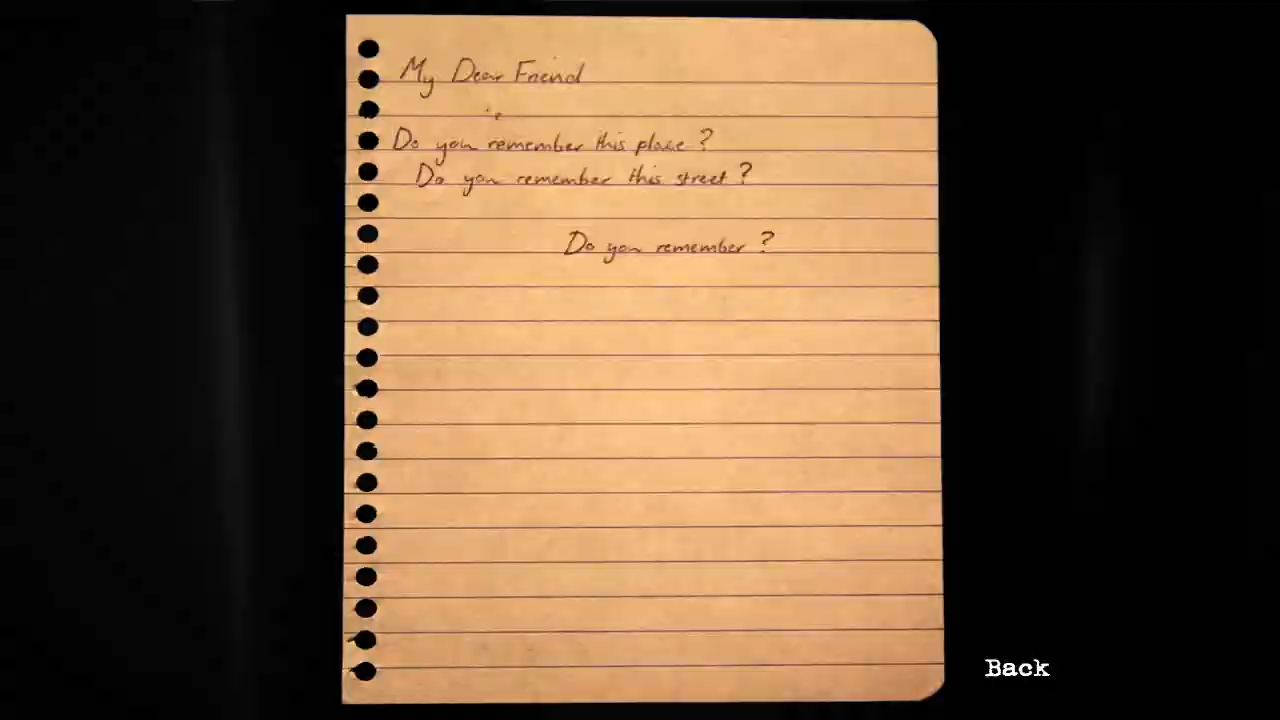 My Dear Friend
Do you remember this place?
Do you remember this street?
Do you remember?
Back